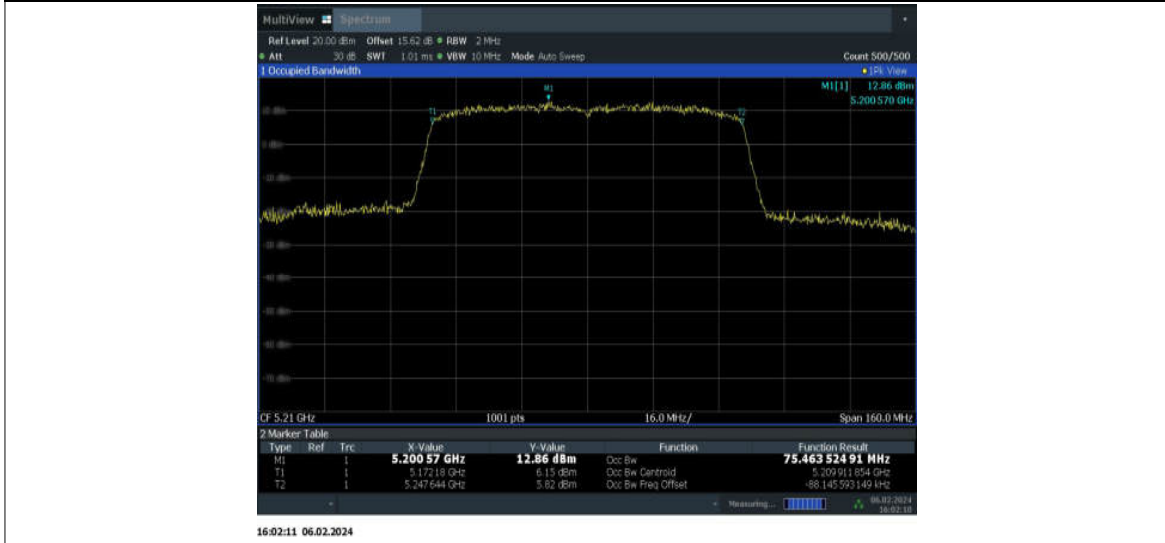 MultiView Spectrum
Ref Level 20.00 dBm Offset 15.62 dB RBW 2 MHz
Att 30 dB SWT 1.01 ms VBW 10 MHz Mode Auto Sweep Count 500/500
1 Occupied Bandwidth 1Pk View
M1[1] 12.86 dBm
5.200 570 GHz
M1
T1 T2
CF 5.21 GHz 1001 pts 16.0 MHz/ Span 160.0 MHz
2 Marker Table
Type Ref Trc X-Value Y-Value Function Function Result
M1 1 5.200 57 GHz 12.86 dBm Occ Bw 75.463 524 91 MHz
T1 1 5.172 18 GHz 6.15 dBm Occ Bw Centroid 5.209 911 854 GHz
T2 1 5.247 644 GHz 5.82 dBm Occ Bw Freq Offset -88.145 593 149 kHz
Measuring... 06.02.2024
16:02:10
16:02:11 06.02.2024